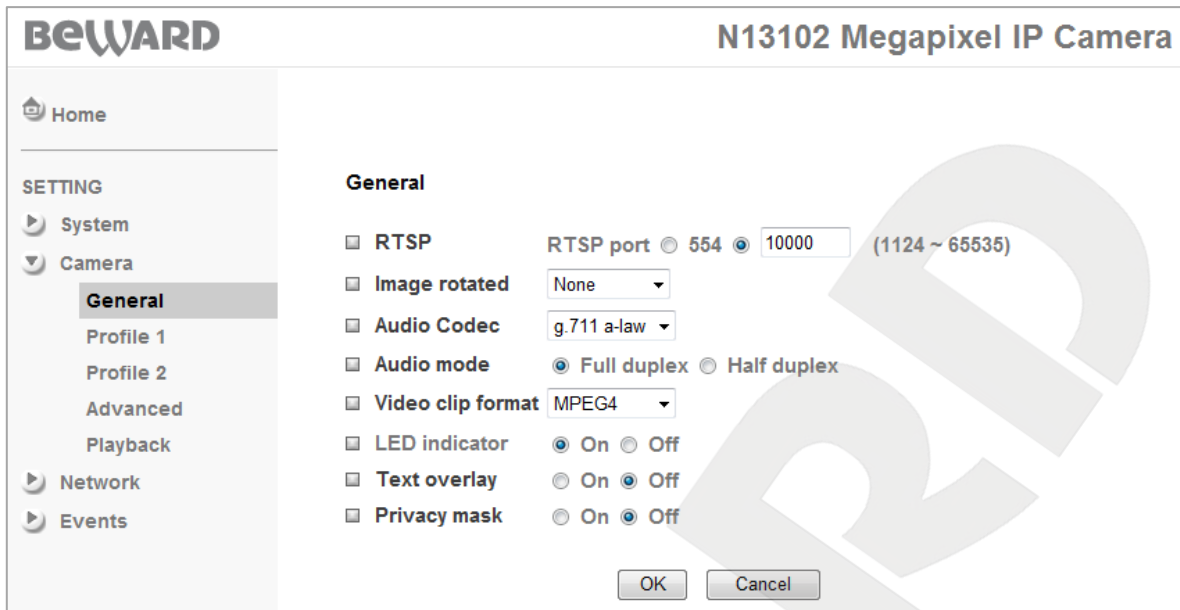 BEWARD
N13102 Megapixel IP Camera
Home
SETTING
System
Camera
General
Profile 1
Profile 2
Advanced
Playback
Network
Events
General
RTSP RTSP port 554 10000 (1124 ~ 65535)
Image rotated None
Audio Codec g.711 a-law
Audio mode Full duplex Half duplex
Video clip format MPEG4
LED indicator On Off
Text overlay On Off
Privacy mask On Off
OK Cancel
RD